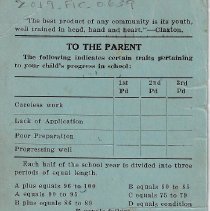 2019.FIC.0639
"The best product of any community is its youth,
well trained in head, hand and heart."—Claxton.
TO THE PARENT
The following indicates certain traits pertaining
to your child's progress in school:
1st 2nd 3rd
Pd Pd Pd
Careless work
Lack of Application
Poor Preparation
Progressing well
Each half of the school year is divided into three
periods of equal length.
A plus equals 96 to 100 B equals 80 to 85
A equals 90 to 95 C equals 75 to 79
B plus equals 86 to 89 D equals condition